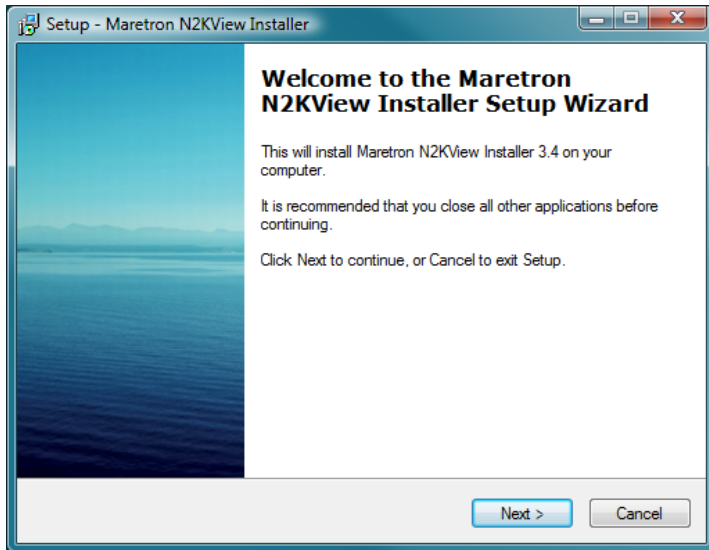 Setup - Maretron N2KView Installer
Welcome to the Maretron
N2KView Installer Setup Wizard
This will install Maretron N2KView Installer 3.4 on your
computer.
It is recommended that you close all other applications before
continuing.
Click Next to continue, or Cancel to exit Setup.
Next >
Cancel